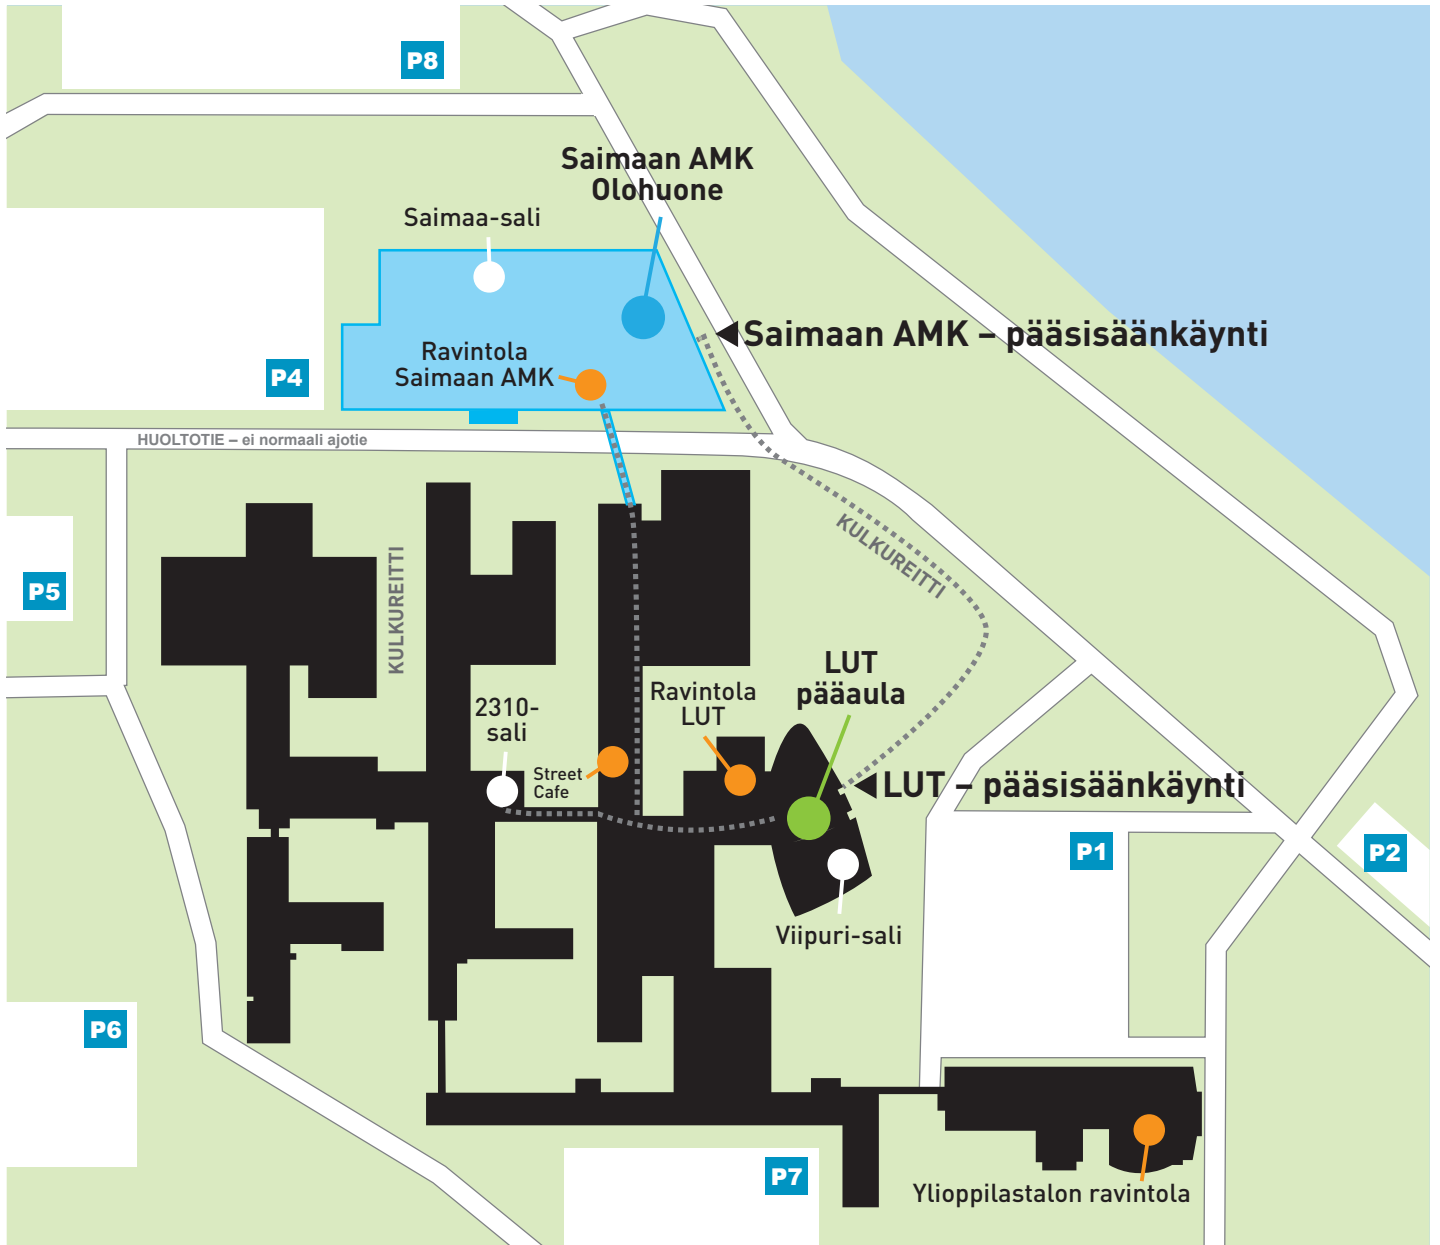 P8
Saimaan AMK
Olohuone
Saimaa-sali
Saimaan AMK – pääsisäänkäynti
Ravintola
Saimaan AMK
P4
HUOLTOTIE – ei normaali ajotie
KULKUREITTI
KULKUREITTI
P5
LUT
pääaula
Ravintola
LUT
2310-
sali
Street
Cafe
LUT – pääsisäänkäynti
P1
P2
Viipuri-sali
P6
P7
Ylioppilastalon ravintola